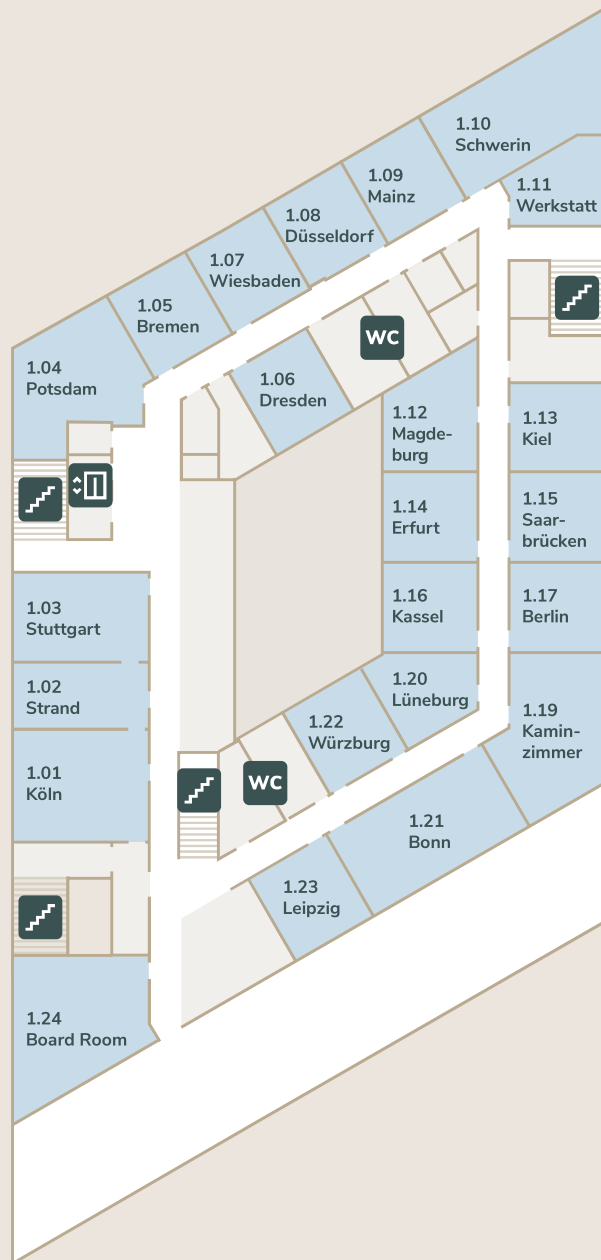 1.10
Schwerin
1.09
Mainz
1.11
Werkstatt
1.08
Düsseldorf
1.07
Wiesbaden
1.05
Bremen
WC
1.04
Potsdam
1.06
Dresden
1.12
Magde-
burg
1.13
Kiel
1.14
Erfurt
1.15
Saar-
brücken
1.03
Stuttgart
1.16
Kassel
1.17
Berlin
1.02
Strand
1.20
Lüneburg
1.19
Kamin-
zimmer
1.22
Würzburg
1.01
Köln
WC
1.21
Bonn
1.23
Leipzig
1.24
Board Room